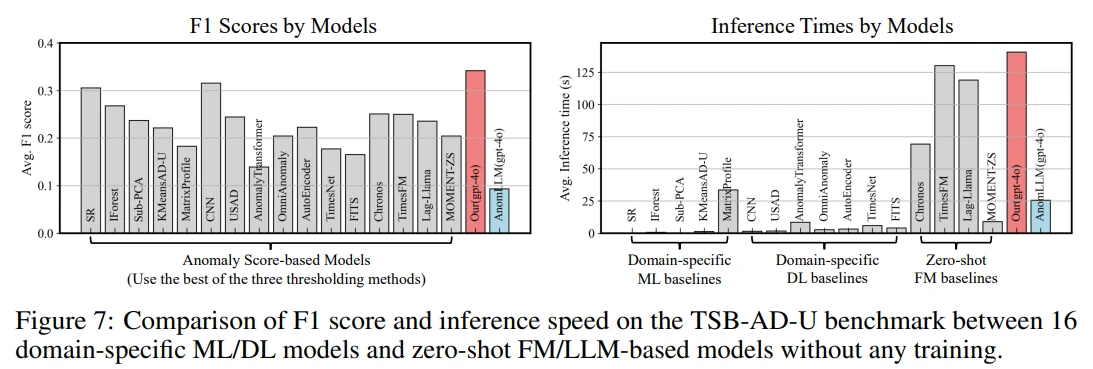 F1 Scores by Models
Avg. F1 score
0.4
0.3
0.2
0.1
0.0
SR
IForest
Sub-PCA
KMeansAD-U
MatrixProfile
CNN
USAD
AnomalyTransformer
OmniAnomaly
AutoEncoder
TimesNet
FITS
Chronos
TimesFM
Lag-Llama
MOMENT-ZS
Our(gpt-4o)
AnomLLM(gpt-4o)
Anomaly Score-based Models
(Use the best of the three thresholding methods)
Inference Times by Models
Avg. Inference time (s)
125
100
75
50
25
0
SR
IForest
Sub-PCA
KMeansAD-U
MatrixProfile
CNN
USAD
AnomalyTransformer
OmniAnomaly
AutoEncoder
TimesNet
FITS
Chronos
TimesFM
Lag-Llama
MOMENT-ZS
Our(gpt-4o)
AnomLLM(gpt-4o)
Domain-specific
ML baselines
Domain-specific
DL baselines
Zero-shot
FM baselines
Figure 7: Comparison of F1 score and inference speed on the TSB-AD-U benchmark between 16
domain-specific ML/DL models and zero-shot FM/LLM-based models without any training.